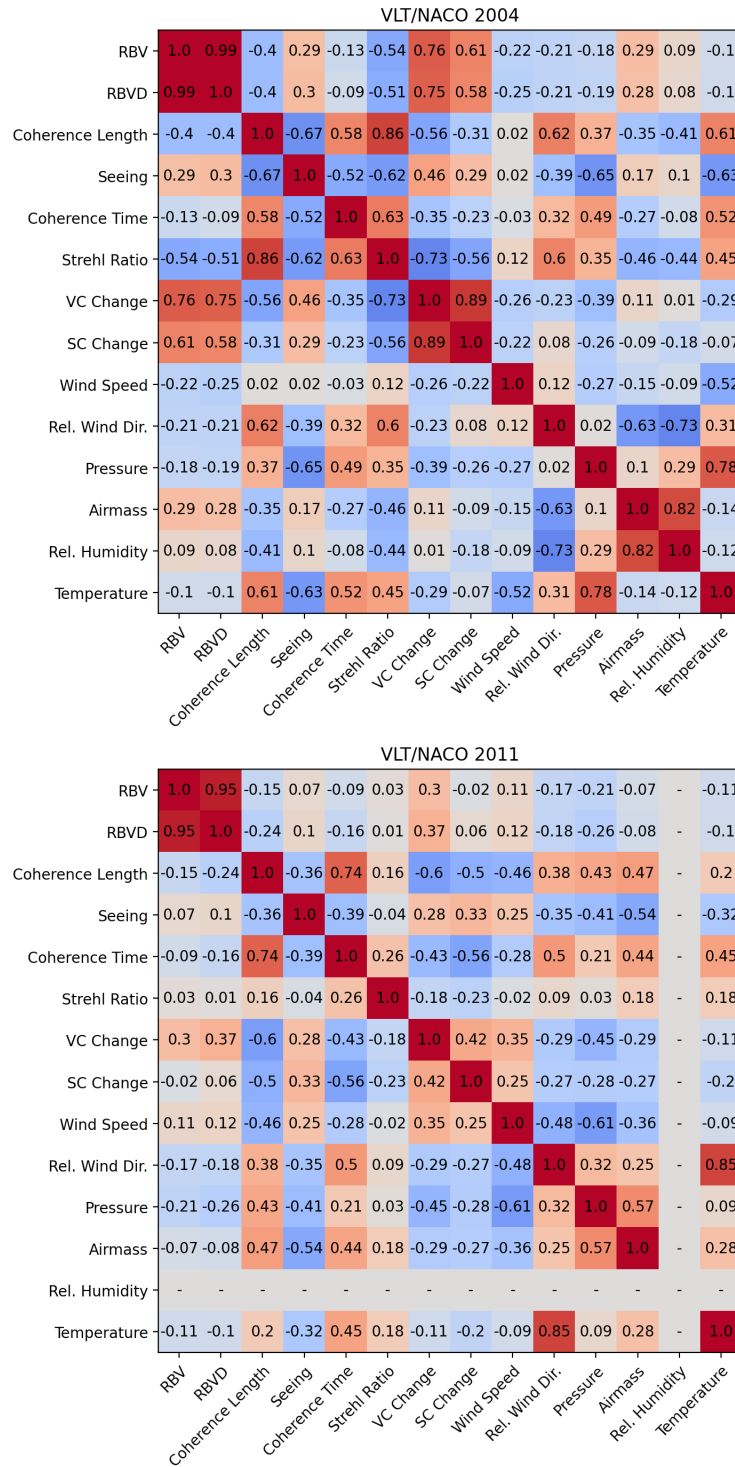 VLT/NACO 2004
RBV 1.0 0.99 -0.4 0.29 -0.13 -0.54 0.76 0.61 -0.22 -0.21 -0.18 0.29 0.09 -0.1
RBVD 0.99 1.0 -0.4 0.3 -0.09 -0.51 0.75 0.58 -0.25 -0.21 -0.19 0.28 0.08 -0.1
Coherence Length -0.4 -0.4 1.0 -0.67 0.58 0.86 -0.56 -0.31 0.02 0.62 0.37 -0.35 -0.41 0.61
Seeing 0.29 0.3 -0.67 1.0 -0.52 -0.62 0.46 0.29 0.02 -0.39 -0.65 0.17 0.1 -0.63
Coherence Time -0.13 -0.09 0.58 -0.52 1.0 0.63 -0.35 -0.23 -0.03 0.32 0.49 -0.27 -0.08 0.52
Strehl Ratio -0.54 -0.51 0.86 -0.62 0.63 1.0 -0.73 -0.56 0.12 0.6 0.35 -0.46 -0.44 0.45
VC Change 0.76 0.75 -0.56 0.46 -0.35 -0.73 1.0 0.89 -0.26 -0.23 -0.39 0.11 0.01 -0.29
SC Change 0.61 0.58 -0.31 0.29 -0.23 -0.56 0.89 1.0 -0.22 0.08 -0.26 -0.09 -0.18 -0.07
Wind Speed -0.22 -0.25 0.02 0.02 -0.03 0.12 -0.26 -0.22 1.0 0.12 -0.27 -0.15 -0.09 -0.52
Rel. Wind Dir. -0.21 -0.21 0.62 -0.39 0.32 0.6 -0.23 0.08 0.12 1.0 0.02 -0.63 -0.73 0.31
Pressure -0.18 -0.19 0.37 -0.65 0.49 0.35 -0.39 -0.26 -0.27 0.02 1.0 0.1 0.29 0.78
Airmass 0.29 0.28 -0.35 0.17 -0.27 -0.46 0.11 -0.09 -0.15 -0.63 0.1 1.0 0.82 -0.14
Rel. Humidity 0.09 0.08 -0.41 0.1 -0.08 -0.44 0.01 -0.18 -0.09 -0.73 0.29 0.82 1.0 -0.12
Temperature -0.1 -0.1 0.61 -0.63 0.52 0.45 -0.29 -0.07 -0.52 0.31 0.78 -0.14 -0.12 1.0
RBV RBVD Coherence Length Seeing Coherence Time Strehl Ratio VC Change SC Change Wind Speed Rel. Wind Dir. Pressure Airmass Rel. Humidity Temperature
VLT/NACO 2011
RBV 1.0 0.95 -0.15 0.07 -0.09 0.03 0.3 -0.02 0.11 -0.17 -0.21 -0.07 - -0.11
RBVD 0.95 1.0 -0.24 0.1 -0.16 0.01 0.37 0.06 0.12 -0.18 -0.26 -0.08 - -0.1
Coherence Length -0.15 -0.24 1.0 -0.36 0.74 0.16 -0.6 -0.5 -0.46 0.38 0.43 0.47 - 0.2
Seeing 0.07 0.1 -0.36 1.0 -0.39 -0.04 0.28 0.33 0.25 -0.35 -0.41 -0.54 - -0.32
Coherence Time -0.09 -0.16 0.74 -0.39 1.0 0.26 -0.43 -0.56 -0.28 0.5 0.21 0.44 - 0.45
Strehl Ratio 0.03 0.01 0.16 -0.04 0.26 1.0 -0.18 -0.23 -0.02 0.09 0.03 0.18 - 0.18
VC Change 0.3 0.37 -0.6 0.28 -0.43 -0.18 1.0 0.42 0.35 -0.29 -0.45 -0.29 - -0.11
SC Change -0.02 0.06 -0.5 0.33 -0.56 -0.23 0.42 1.0 0.25 -0.27 -0.28 -0.27 - -0.2
Wind Speed 0.11 0.12 -0.46 0.25 -0.28 -0.02 0.35 0.25 1.0 -0.48 -0.61 -0.36 - -0.09
Rel. Wind Dir. -0.17 -0.18 0.38 -0.35 0.5 0.09 -0.29 -0.27 -0.48 1.0 0.32 0.25 - 0.85
Pressure -0.21 -0.26 0.43 -0.41 0.21 0.03 -0.45 -0.28 -0.61 0.32 1.0 0.57 - 0.09
Airmass -0.07 -0.08 0.47 -0.54 0.44 0.18 -0.29 -0.27 -0.36 0.25 0.57 1.0 - 0.28
Rel. Humidity - - - - - - - - - - - - - -
Temperature -0.11 -0.1 0.2 -0.32 0.45 0.18 -0.11 -0.2 -0.09 0.85 0.09 0.28 - 1.0
RBV RBVD Coherence Length Seeing Coherence Time Strehl Ratio VC Change SC Change Wind Speed Rel. Wind Dir. Pressure Airmass Rel. Humidity Temperature